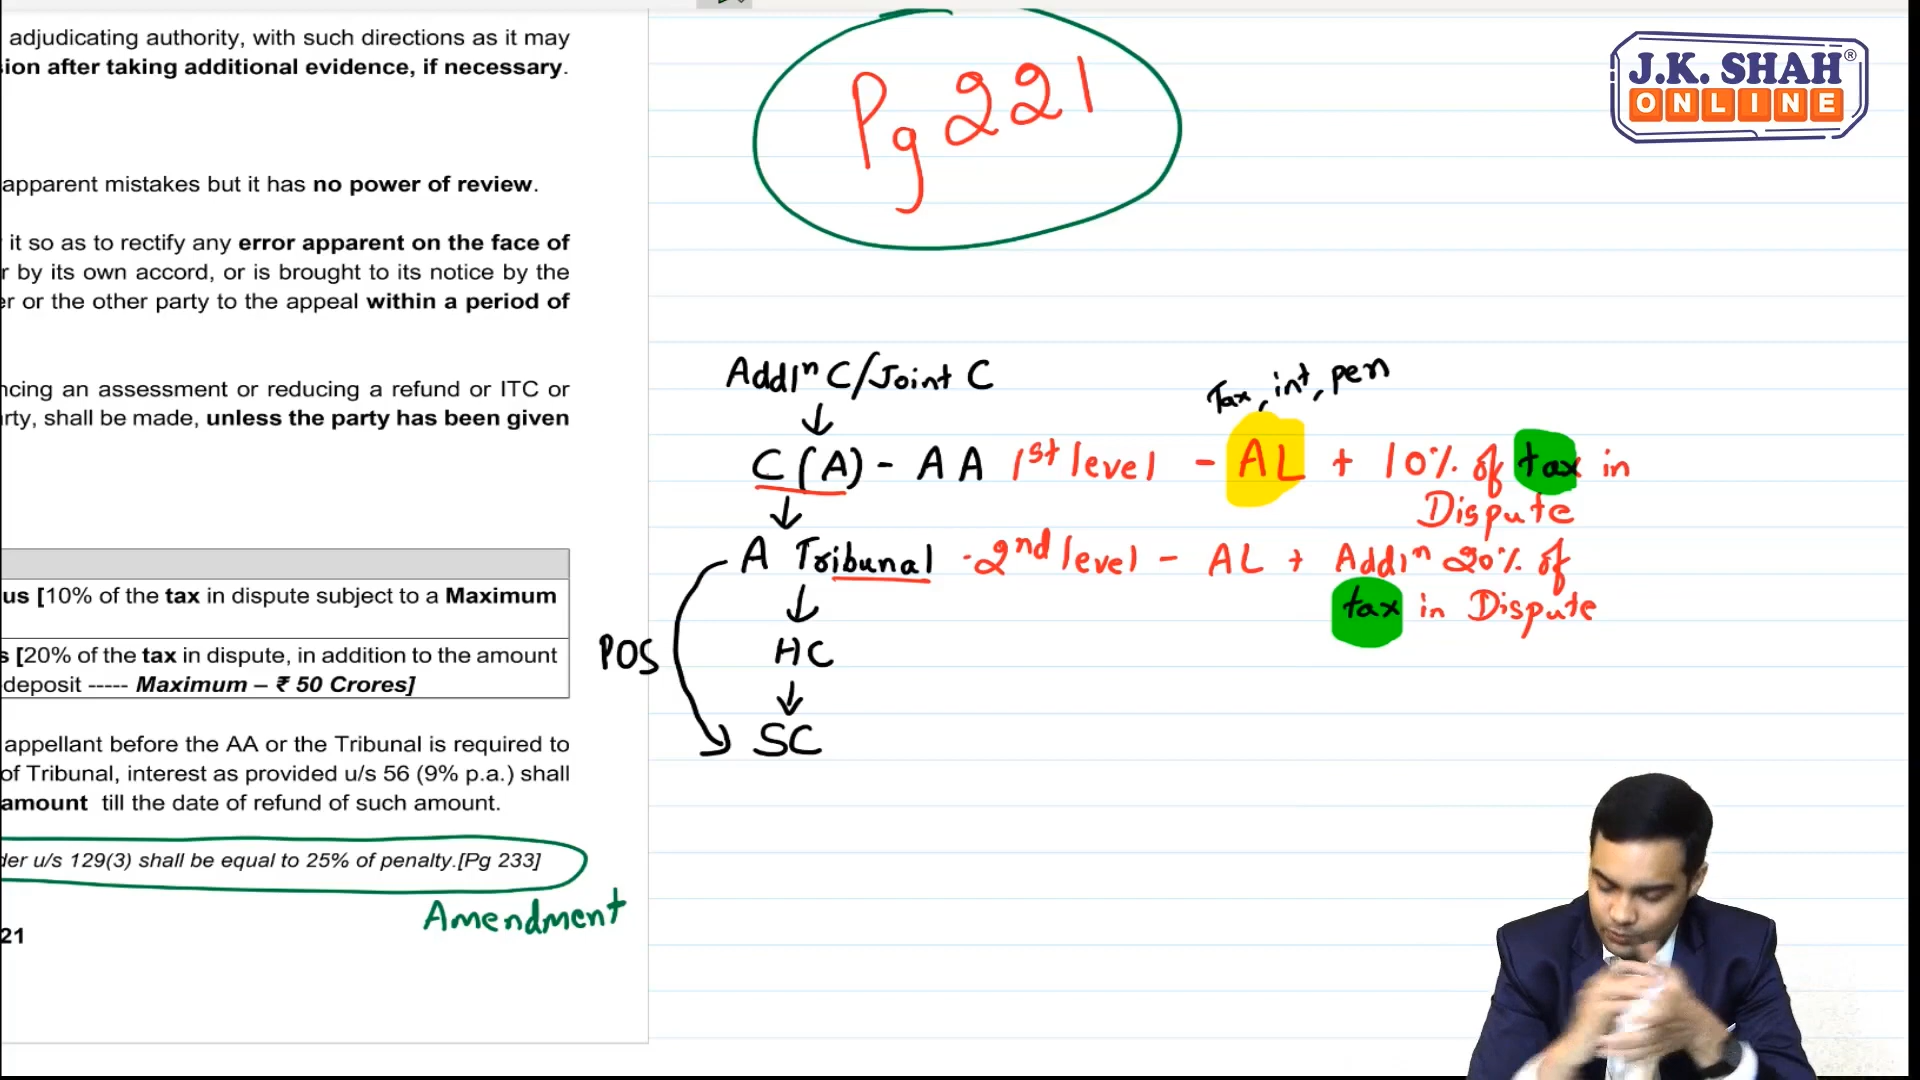 adjudicating authority, with such directions as it may
ion after taking additional evidence, if necessary.
apparent mistakes but it has no power of review.
it so as to rectify any error apparent on the face of
r by its own accord, or is brought to its notice by the
er or the other party to the appeal within a period of
ncing an assessment or reducing a refund or ITC or
rty, shall be made, unless the party has been given
us [10% of the tax in dispute subject to a Maximum
s [20% of the tax in dispute, in addition to the amount
deposit ----- Maximum – ₹ 50 Crores]
appellant before the AA or the Tribunal is required to
of Tribunal, interest as provided u/s 56 (9% p.a.) shall
amount till the date of refund of such amount.
der u/s 129(3) shall be equal to 25% of penalty.[Pg 233]
Amendment
21
Pg 221
J.K. SHAH®
ONLINE
Addlⁿ C/Joint C
Tax, int, pen
C (A) - AA 1st level - AL + 10% of tax in
Dispute
A Tribunal - 2nd level - AL + Addlⁿ 20% of
tax in Dispute
POS
HC
SC